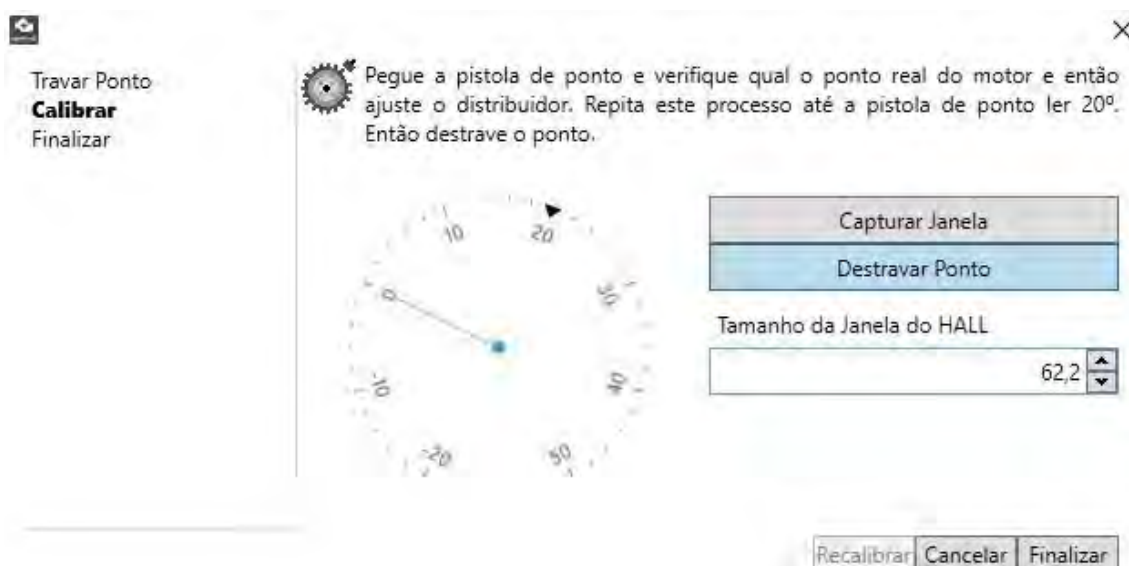 Travar Ponto
Calibrar
Finalizar
Pegue a pistola de ponto e verifique qual o ponto real do motor e então
ajuste o distribuidor. Repita este processo até a pistola de ponto ler 20º.
Então destrave o ponto.
10
20
0
30
-10
40
-20
50
Capturar Janela
Destravar Ponto
Tamanho da Janela do HALL
62,2
Recalibrar Cancelar Finalizar